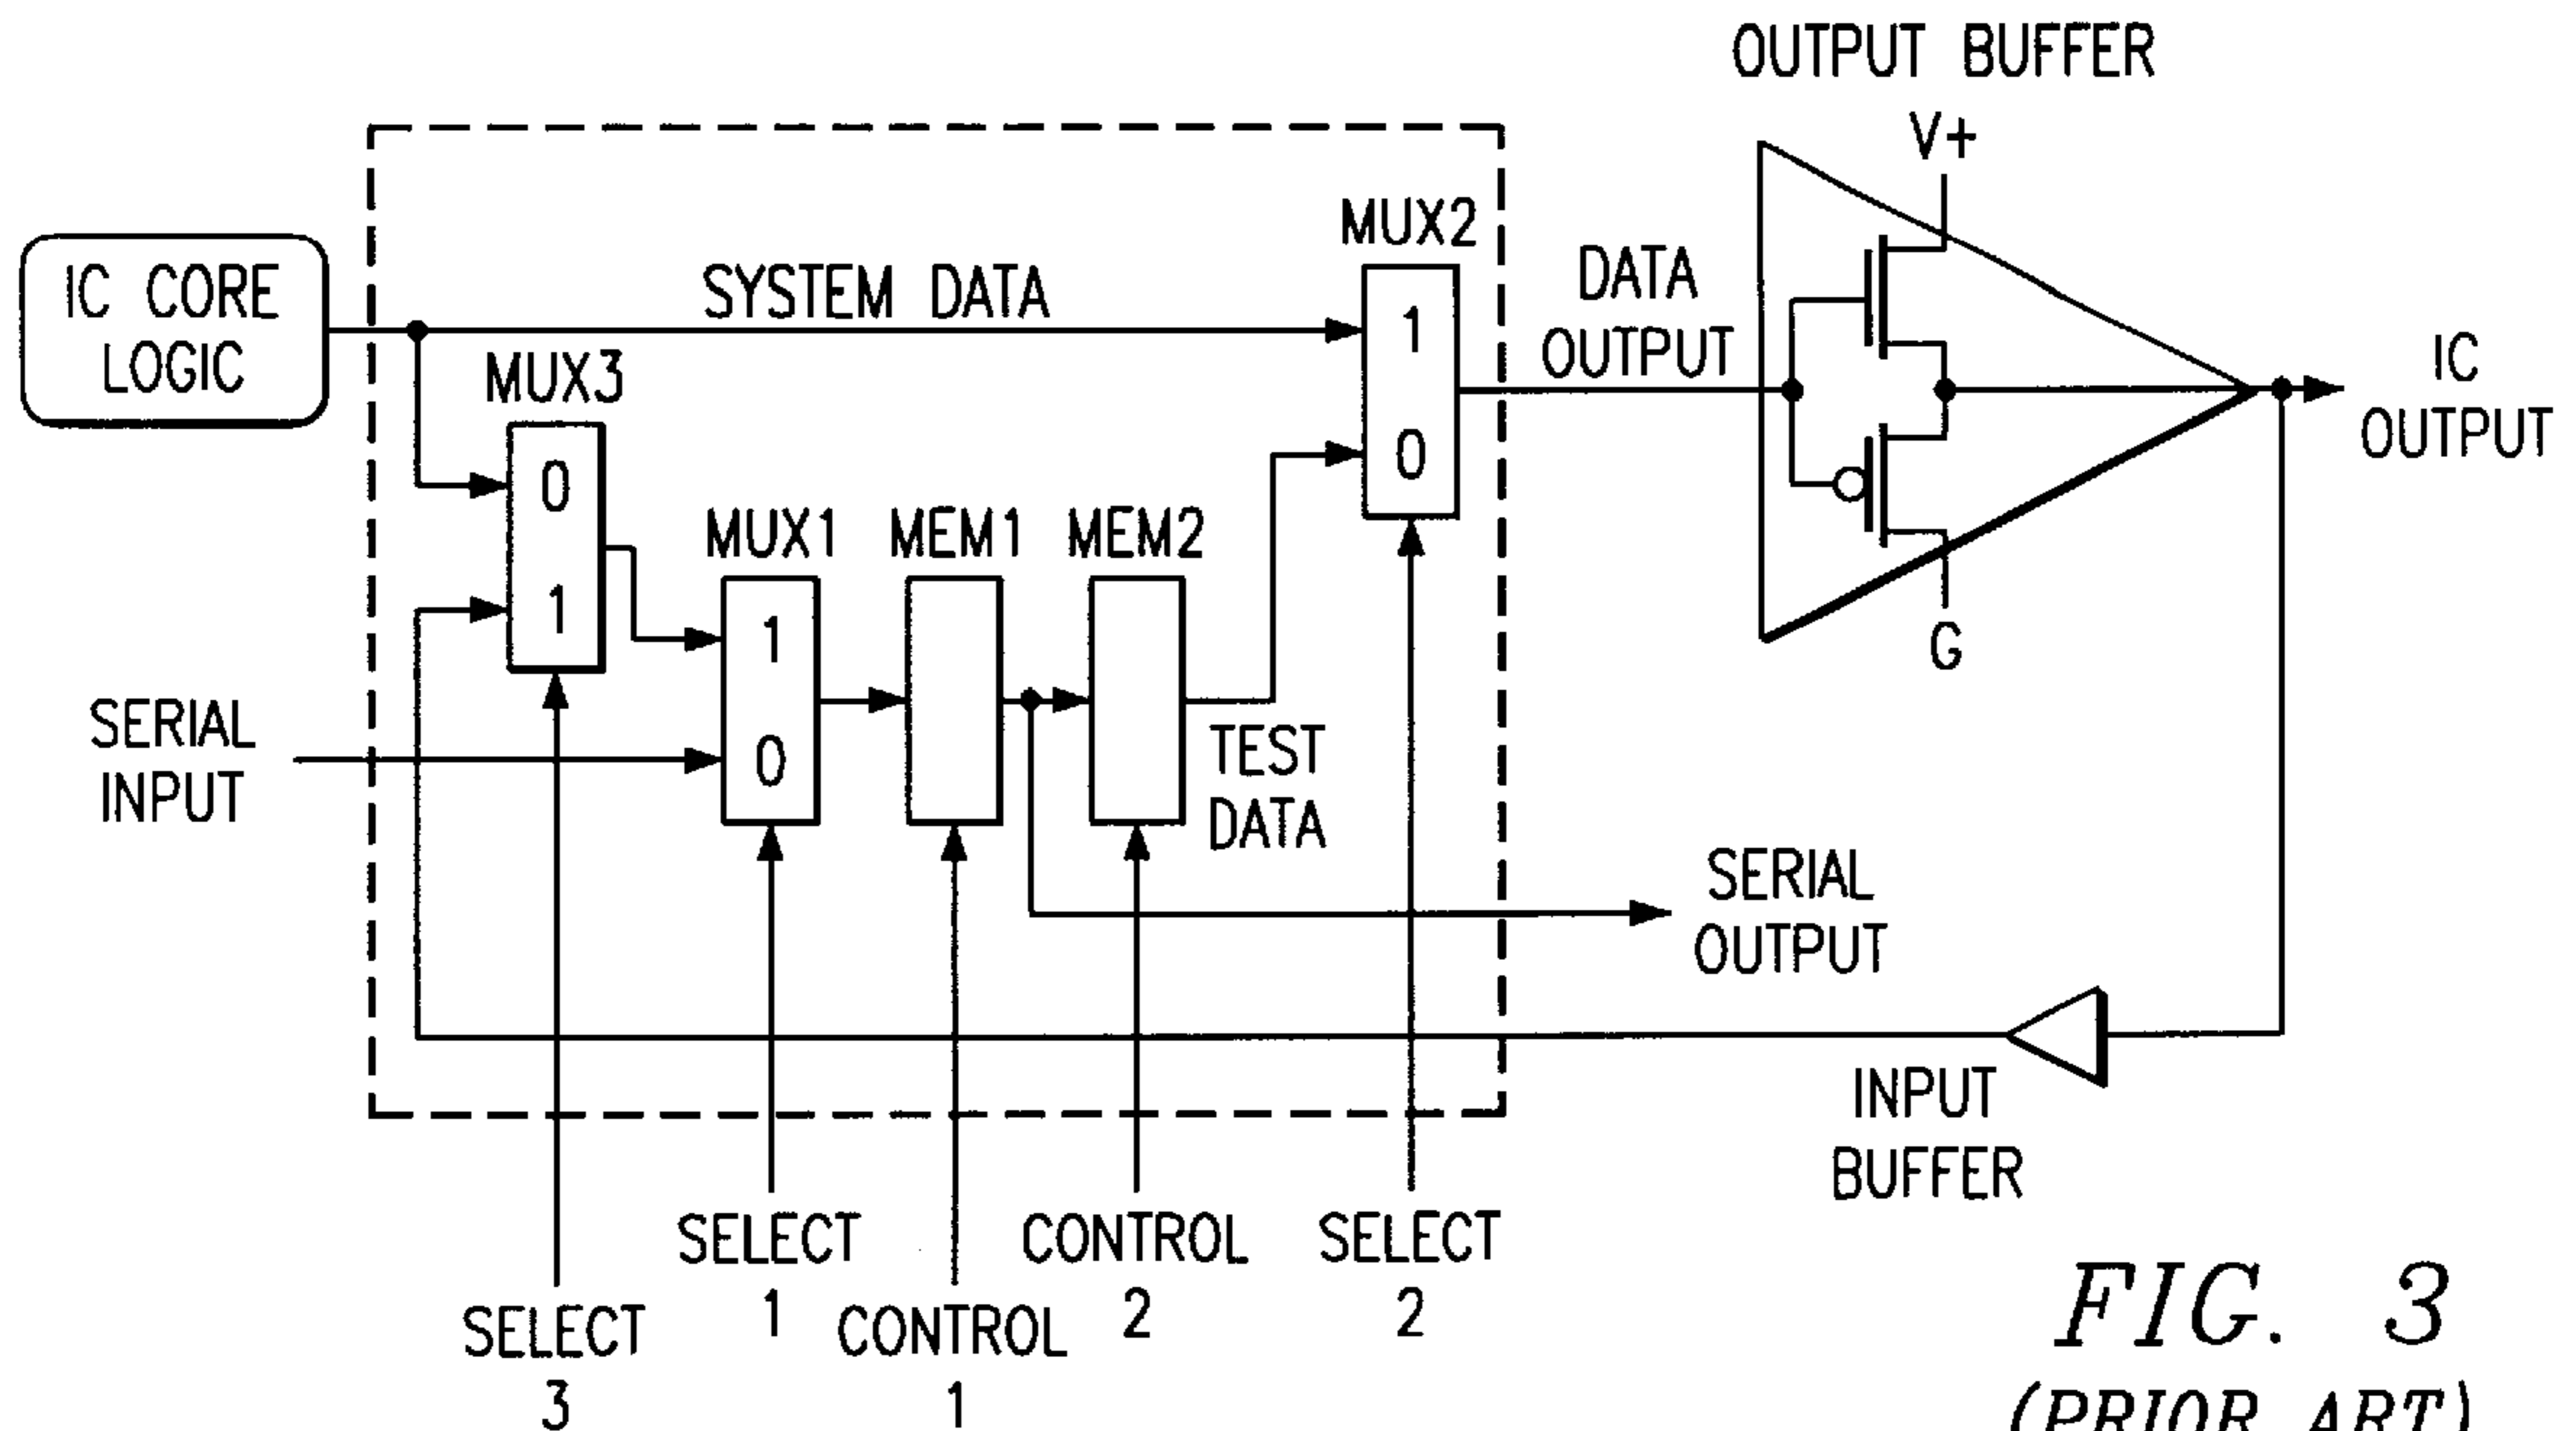 OUTPUT BUFFER
V+
MUX2
IC CORE
LOGIC
SYSTEM DATA
1
DATA
OUTPUT
IC
OUTPUT
MUX3
0
0
MUX1
MEM1
MEM2
1
1
G
SERIAL
INPUT
0
TEST
DATA
SERIAL
OUTPUT
INPUT
BUFFER
SELECT
1
CONTROL
2
SELECT
2
SELECT
3
CONTROL
1
FIG. 3
(PRIOR ART)